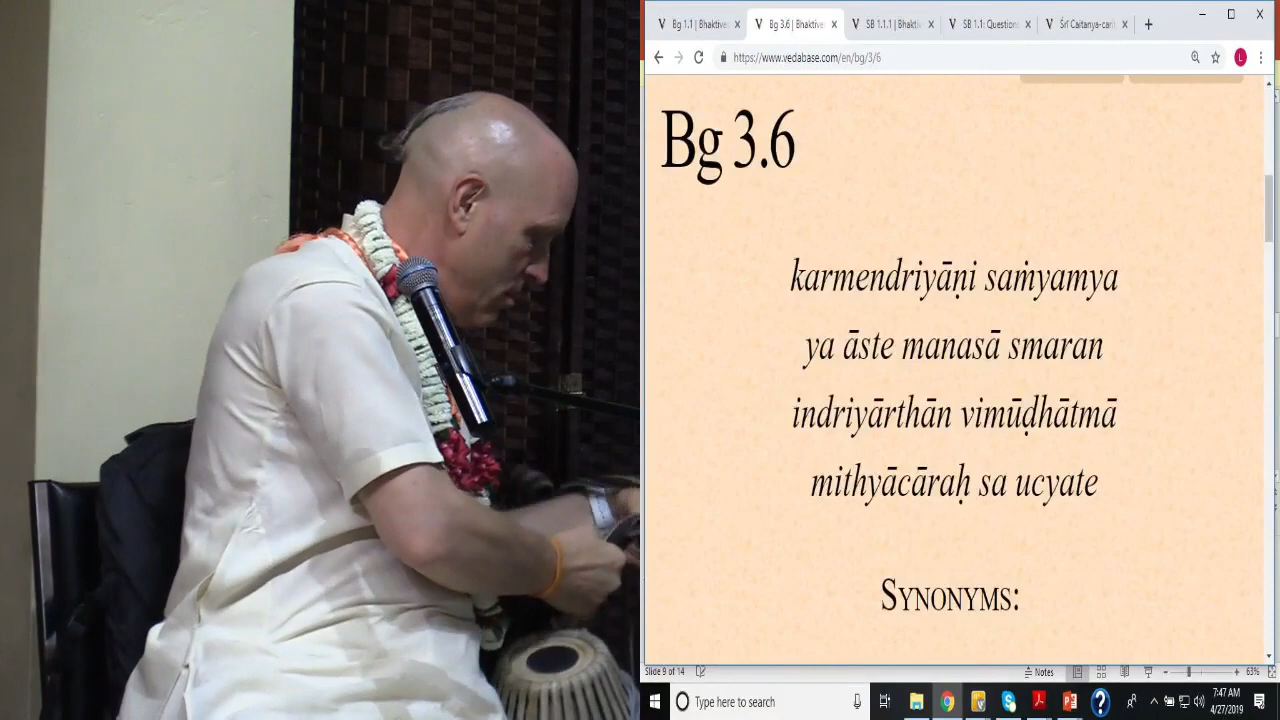 Bg 1.1 | Bhaktive
Bg 3.6 | Bhaktive
SB 1.1.1 | Bhakti
SB 1.1: Question
Śrī Caitanya-cari
https://www.vedabase.com/en/bg/3/6
L
Bg 3.6
karmendriyāṇi saṁyamya
ya āste manasā smaran
indriyārthān vimūḍhātmā
mithyācāraḥ sa ucyate
SYNONYMS:
Slide 9 of 14
Notes
63%
Type here to search
7:47 AM
4/27/2019